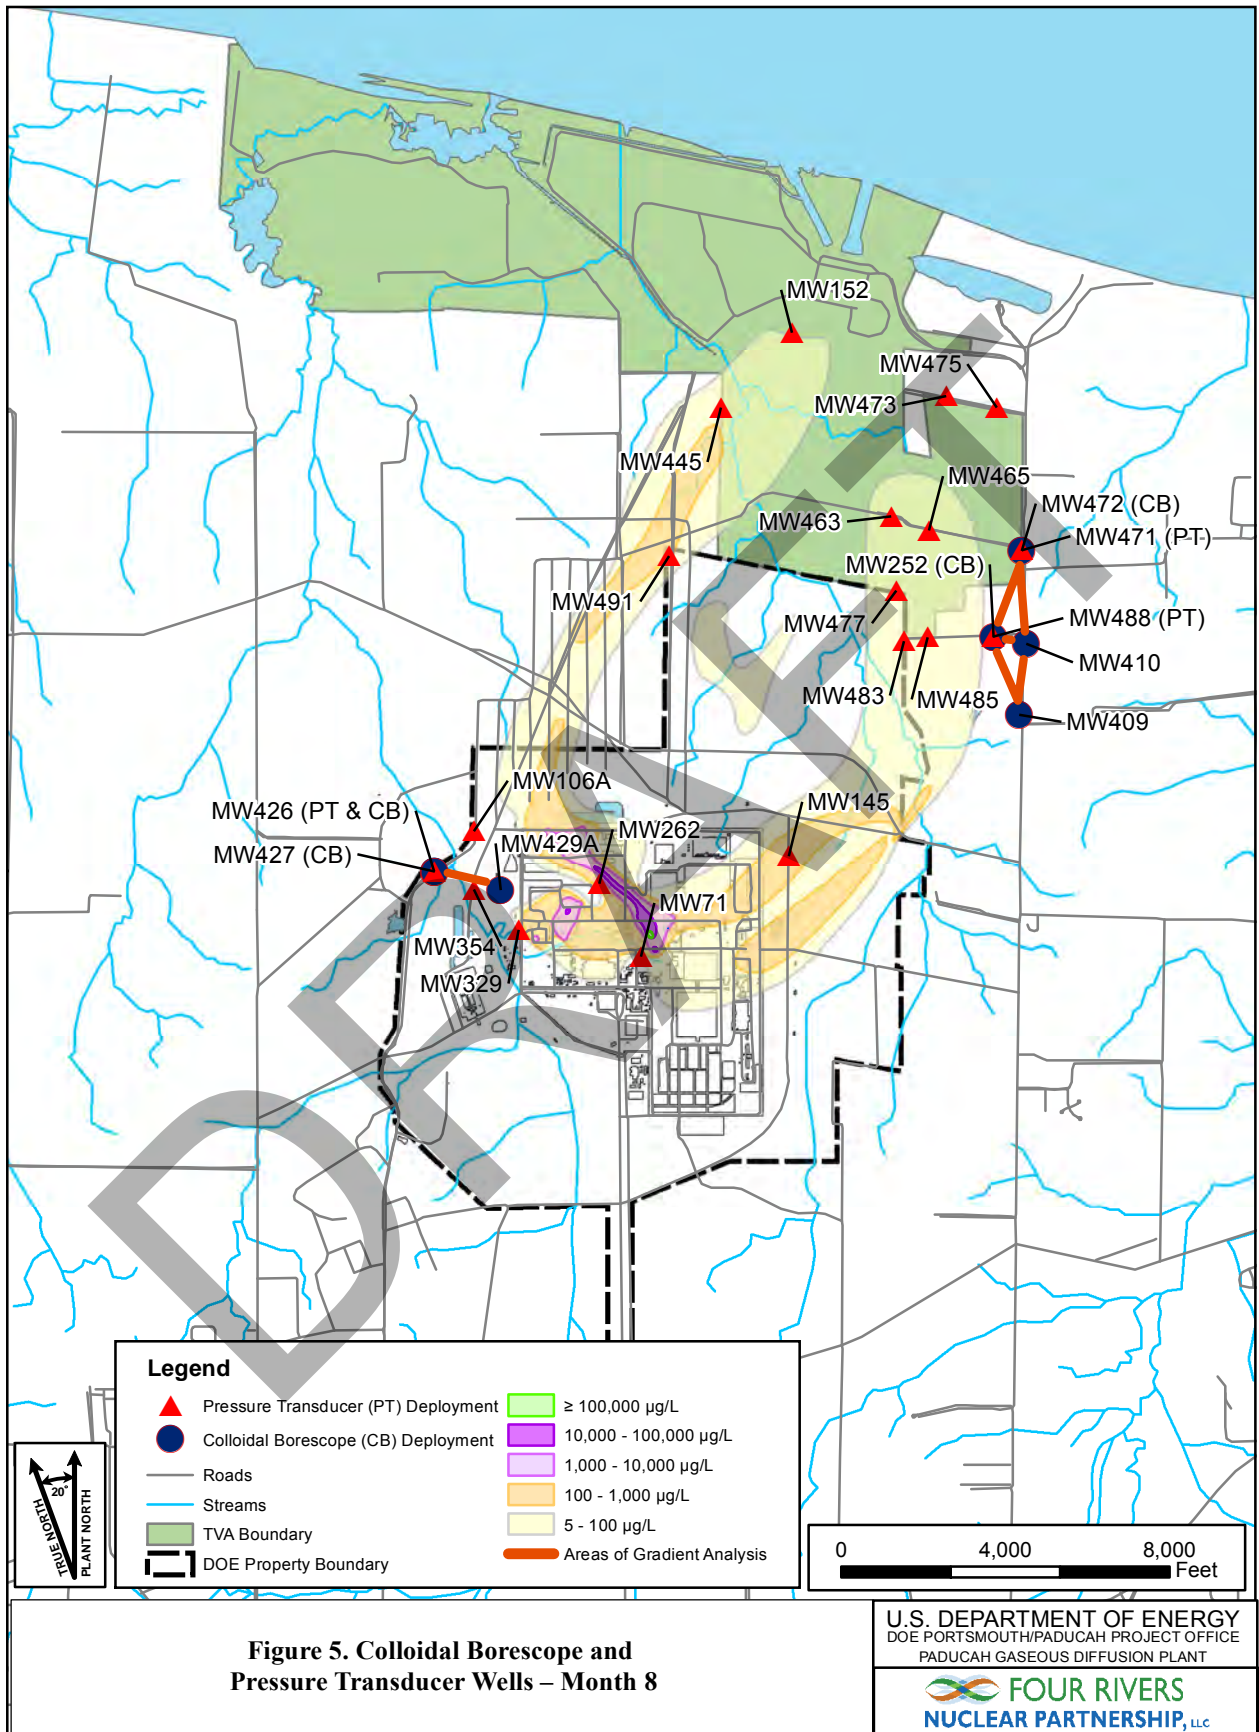 MW152
MW475
MW473
MW445
MW465
MW472 (CB)
MW463
MW471 (PT)
MW252 (CB)
MW491
MW477
MW488 (PT)
MW410
MW483
MW485
MW409
MW106A
MW426 (PT & CB)
MW145
MW262
MW429A
MW427 (CB)
MW71
MW354
MW329
DRAFT
Legend
Pressure Transducer (PT) Deployment
Colloidal Borescope (CB) Deployment
Roads
Streams
TVA Boundary
DOE Property Boundary
≥ 100,000 µg/L
10,000 - 100,000 µg/L
1,000 - 10,000 µg/L
100 - 1,000 µg/L
5 - 100 µg/L
Areas of Gradient Analysis
20°
TRUE NORTH
PLANT NORTH
0 4,000 8,000
Feet
Figure 5. Colloidal Borescope and
Pressure Transducer Wells – Month 8
U.S. DEPARTMENT OF ENERGY
DOE PORTSMOUTH/PADUCAH PROJECT OFFICE
PADUCAH GASEOUS DIFFUSION PLANT
FOUR RIVERS
NUCLEAR PARTNERSHIP, LLC